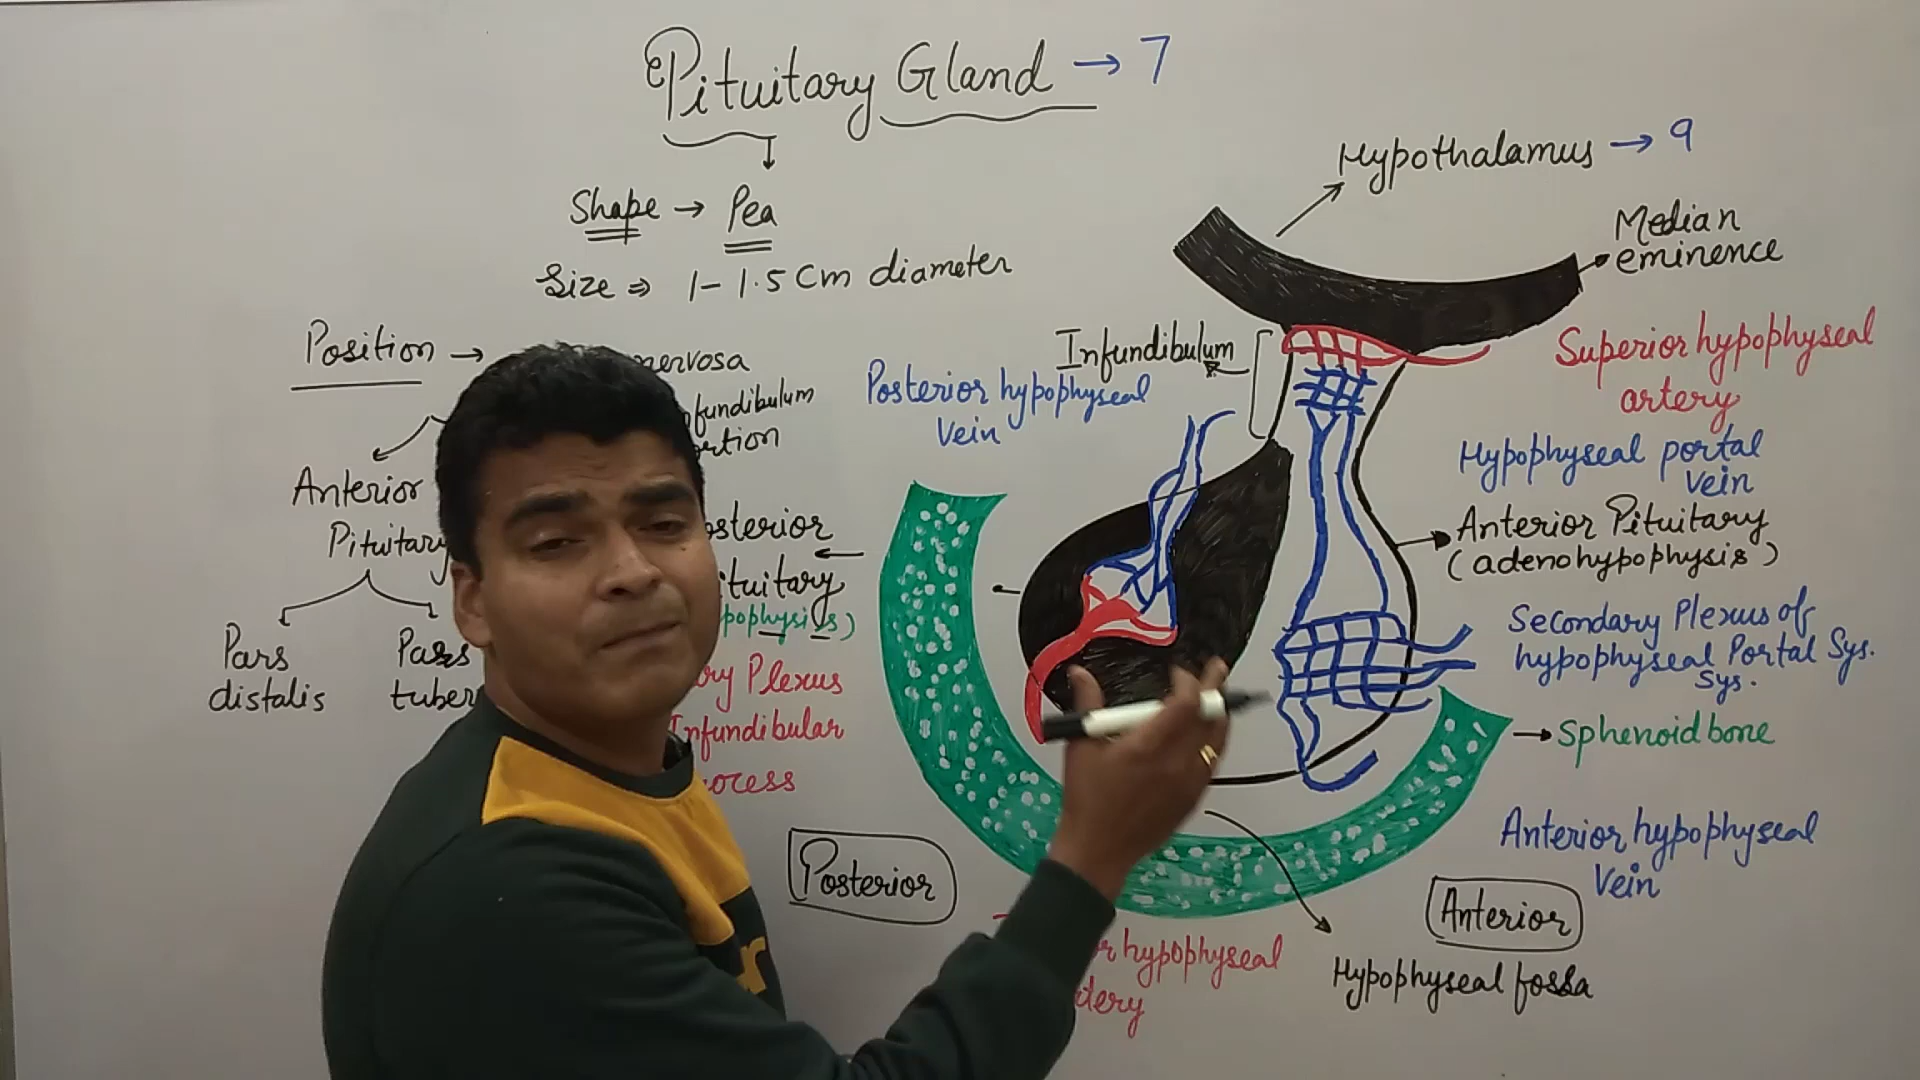 Pituitary Gland → 7
Shape → Pea
Size ⇒ 1 - 1.5 Cm diameter
Position →
Anterior
Pituitary
Pars
distalis
Pars
Plexus
Infundibular
Posterior
Hypothalamus → 9
Median
eminence
Infundibulum
Superior hypophyseal
artery
Posterior hypophyseal
Vein
Hypophyseal portal
vein
Anterior Pituitary
(adenohypophysis)
Secondary Plexus of
hypophyseal Portal Sys.
Sys.
Sphenoid bone
Anterior hypophyseal
Vein
Anterior
hypophyseal
Hypophyseal fossa